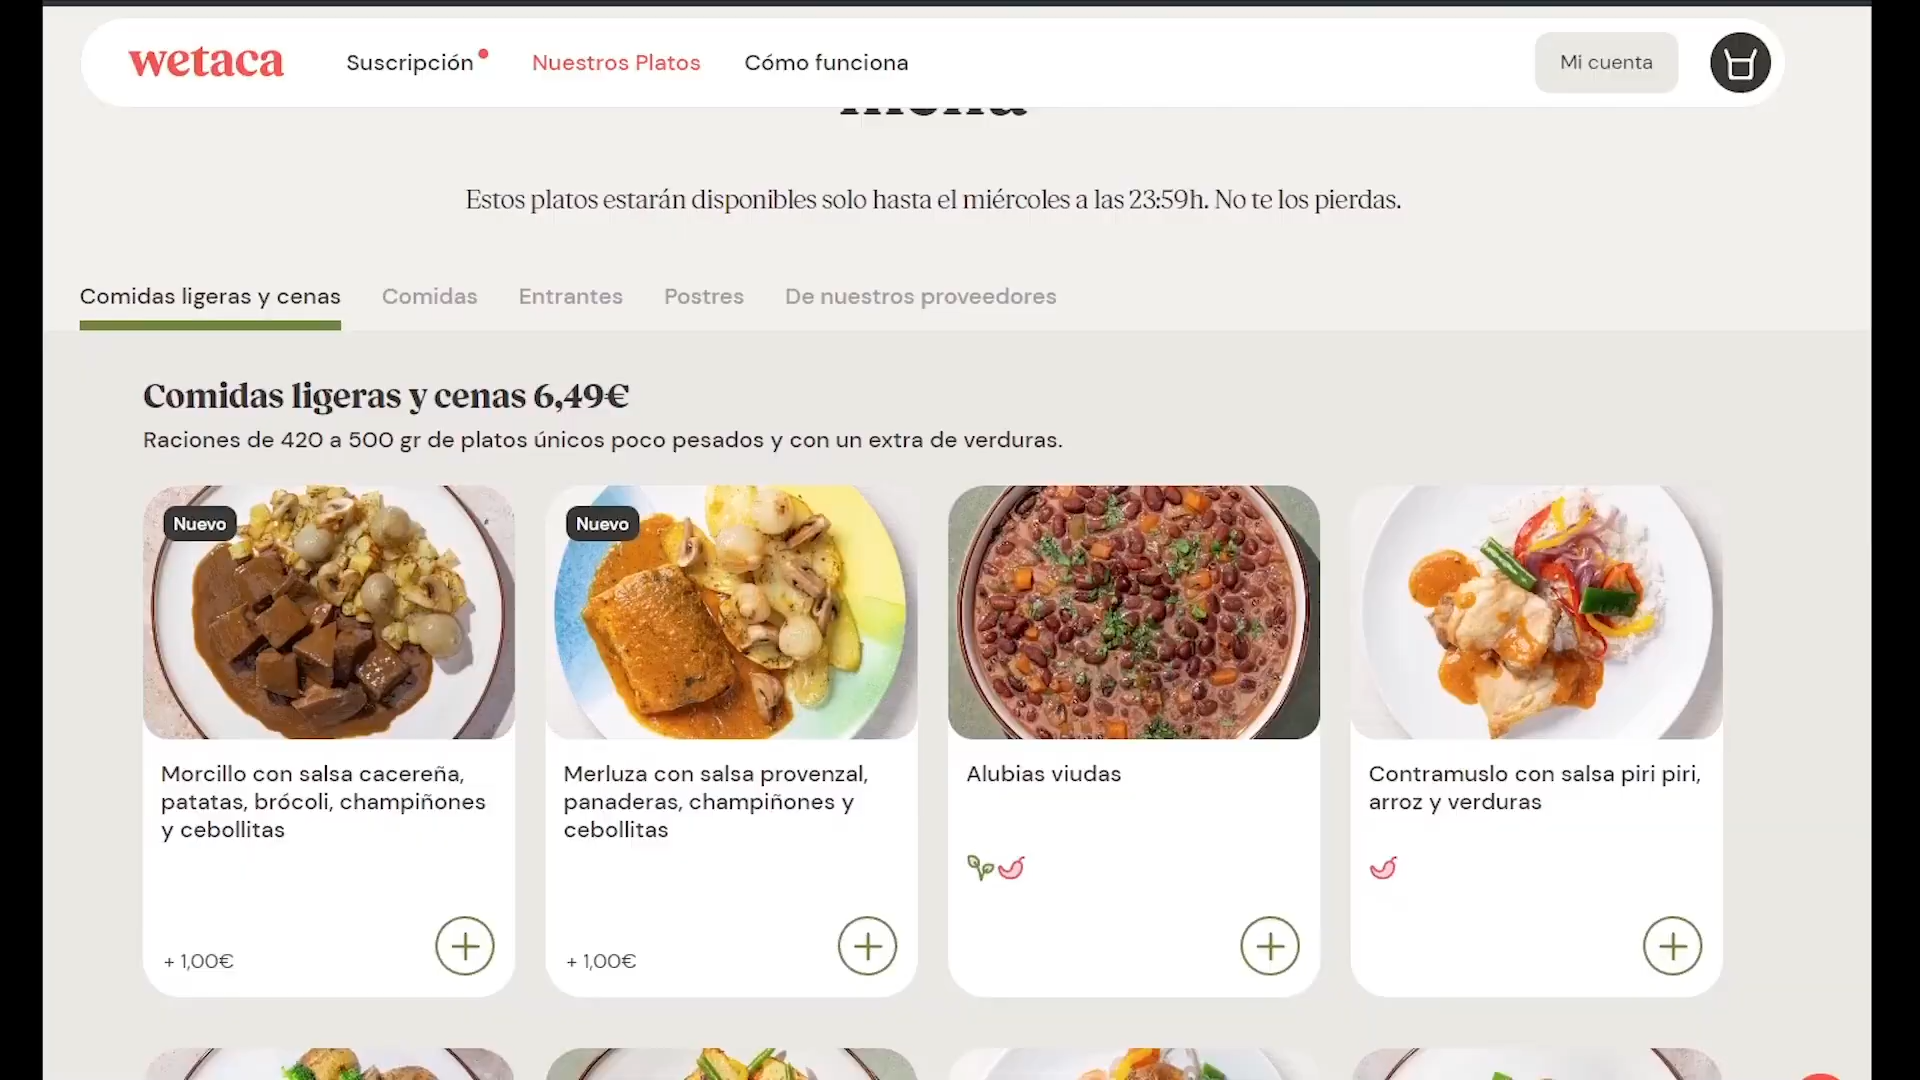 wetaca
Suscripción
Nuestros Platos
Cómo funciona
Mi cuenta
menú
Estos platos estarán disponibles solo hasta el miércoles a las 23:59h. No te los pierdas.
Comidas ligeras y cenas
Comidas
Entrantes
Postres
De nuestros proveedores
Comidas ligeras y cenas 6,49€
Raciones de 420 a 500 gr de platos únicos poco pesados y con un extra de verduras.
Nuevo
Morcillo con salsa cacereña,
patatas, brócoli, champiñones
y cebollitas
+ 1,00€
Nuevo
Merluza con salsa provenzal,
panaderas, champiñones y
cebollitas
+ 1,00€
Alubias viudas
Contramuslo con salsa piri piri,
arroz y verduras